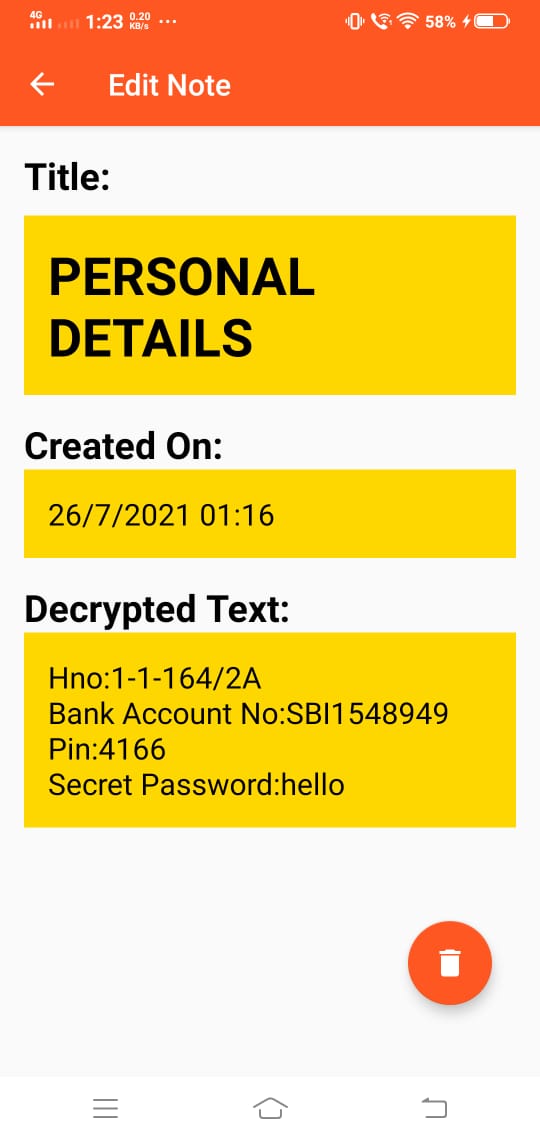 4G 1:23 0.20 KB/s ... 58%
Edit Note
Title:
PERSONAL
DETAILS
Created On:
26/7/2021 01:16
Decrypted Text:
Hno:1-1-164/2A
Bank Account No:SBI1548949
Pin:4166
Secret Password:hello